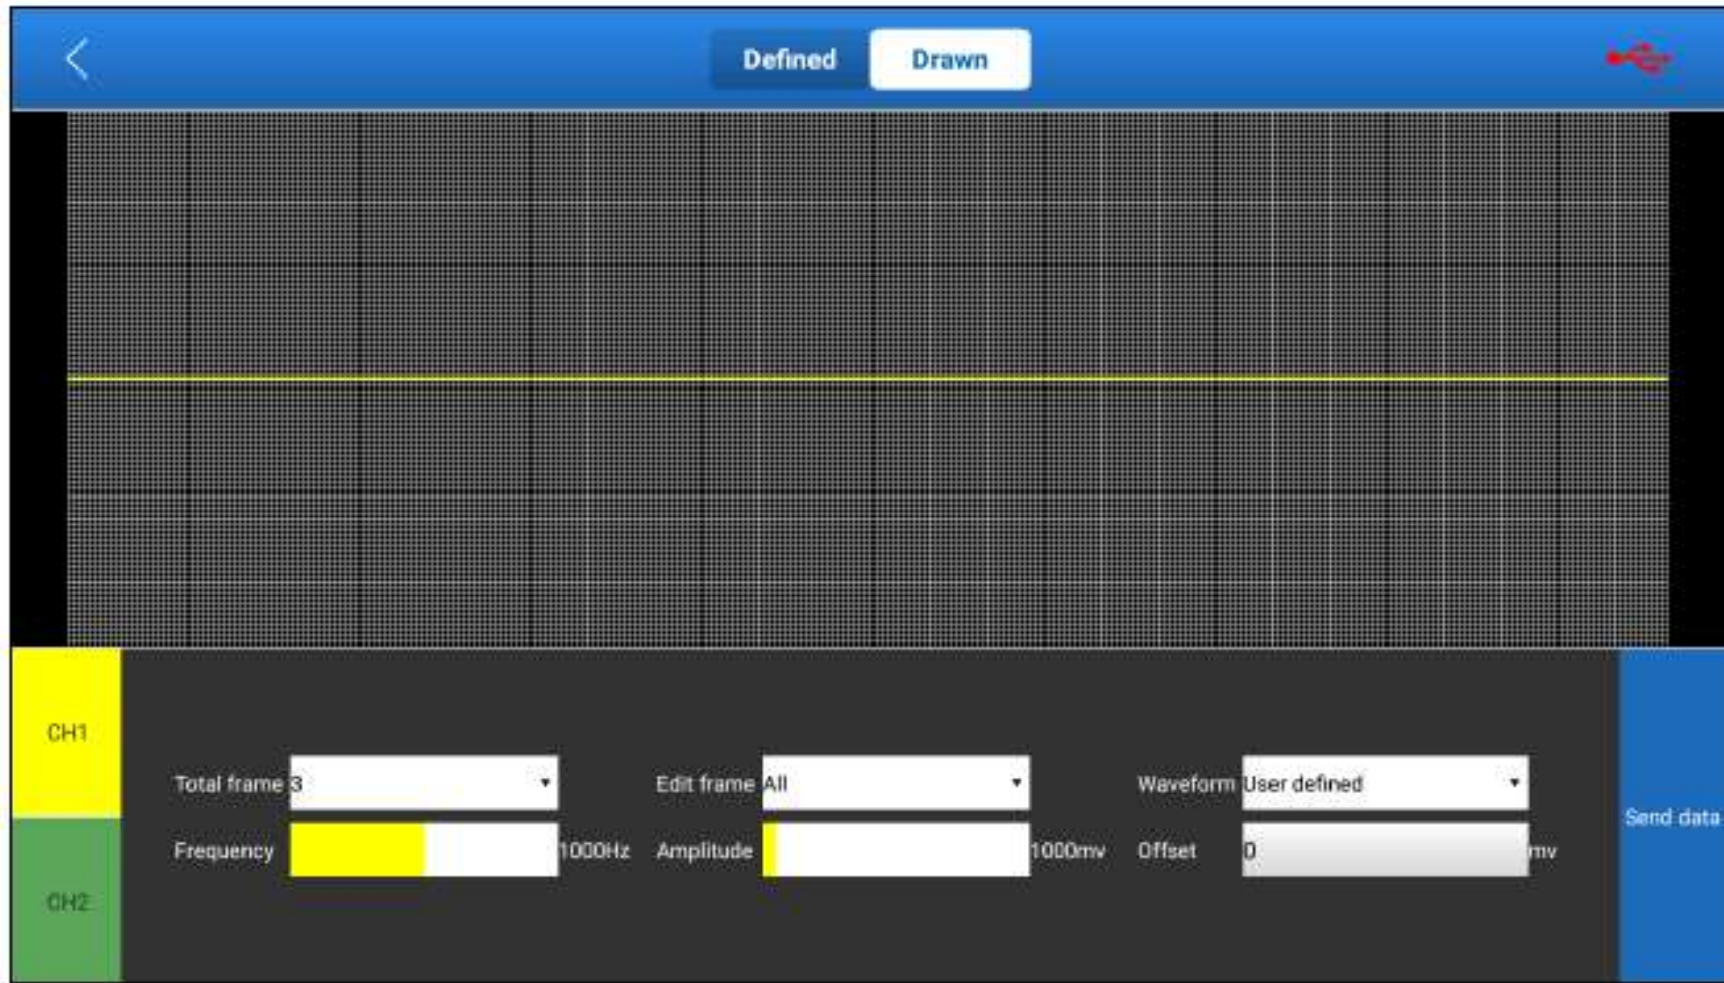 Defined Drawn
CH1
Total frame 3 Edit frame All Waveform User defined
Send data
Frequency 1000Hz Amplitude 1000mv Offset 0 mv
CH2